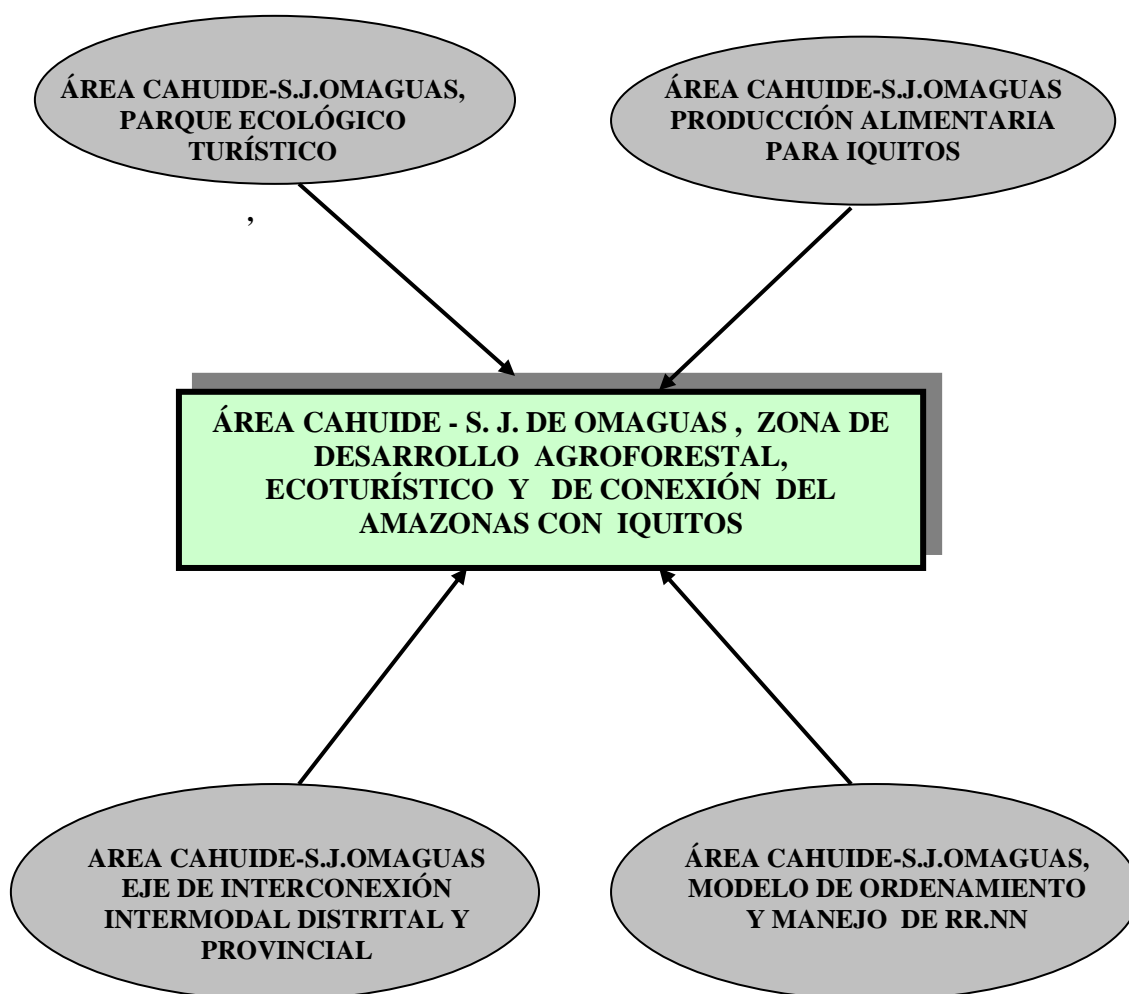 ÁREA CAHUIDE-S.J.OMAGUAS,
PARQUE ECOLÓGICO
TURÍSTICO
,
ÁREA CAHUIDE-S.J.OMAGUAS
PRODUCCIÓN ALIMENTARIA
PARA IQUITOS
ÁREA CAHUIDE - S. J. DE OMAGUAS , ZONA DE
DESARROLLO AGROFORESTAL,
ECOTURÍSTICO Y DE CONEXIÓN DEL
AMAZONAS CON IQUITOS
AREA CAHUIDE-S.J.OMAGUAS
EJE DE INTERCONEXIÓN
INTERMODAL DISTRITAL Y
PROVINCIAL
ÁREA CAHUIDE-S.J.OMAGUAS,
MODELO DE ORDENAMIENTO
Y MANEJO DE RR.NN